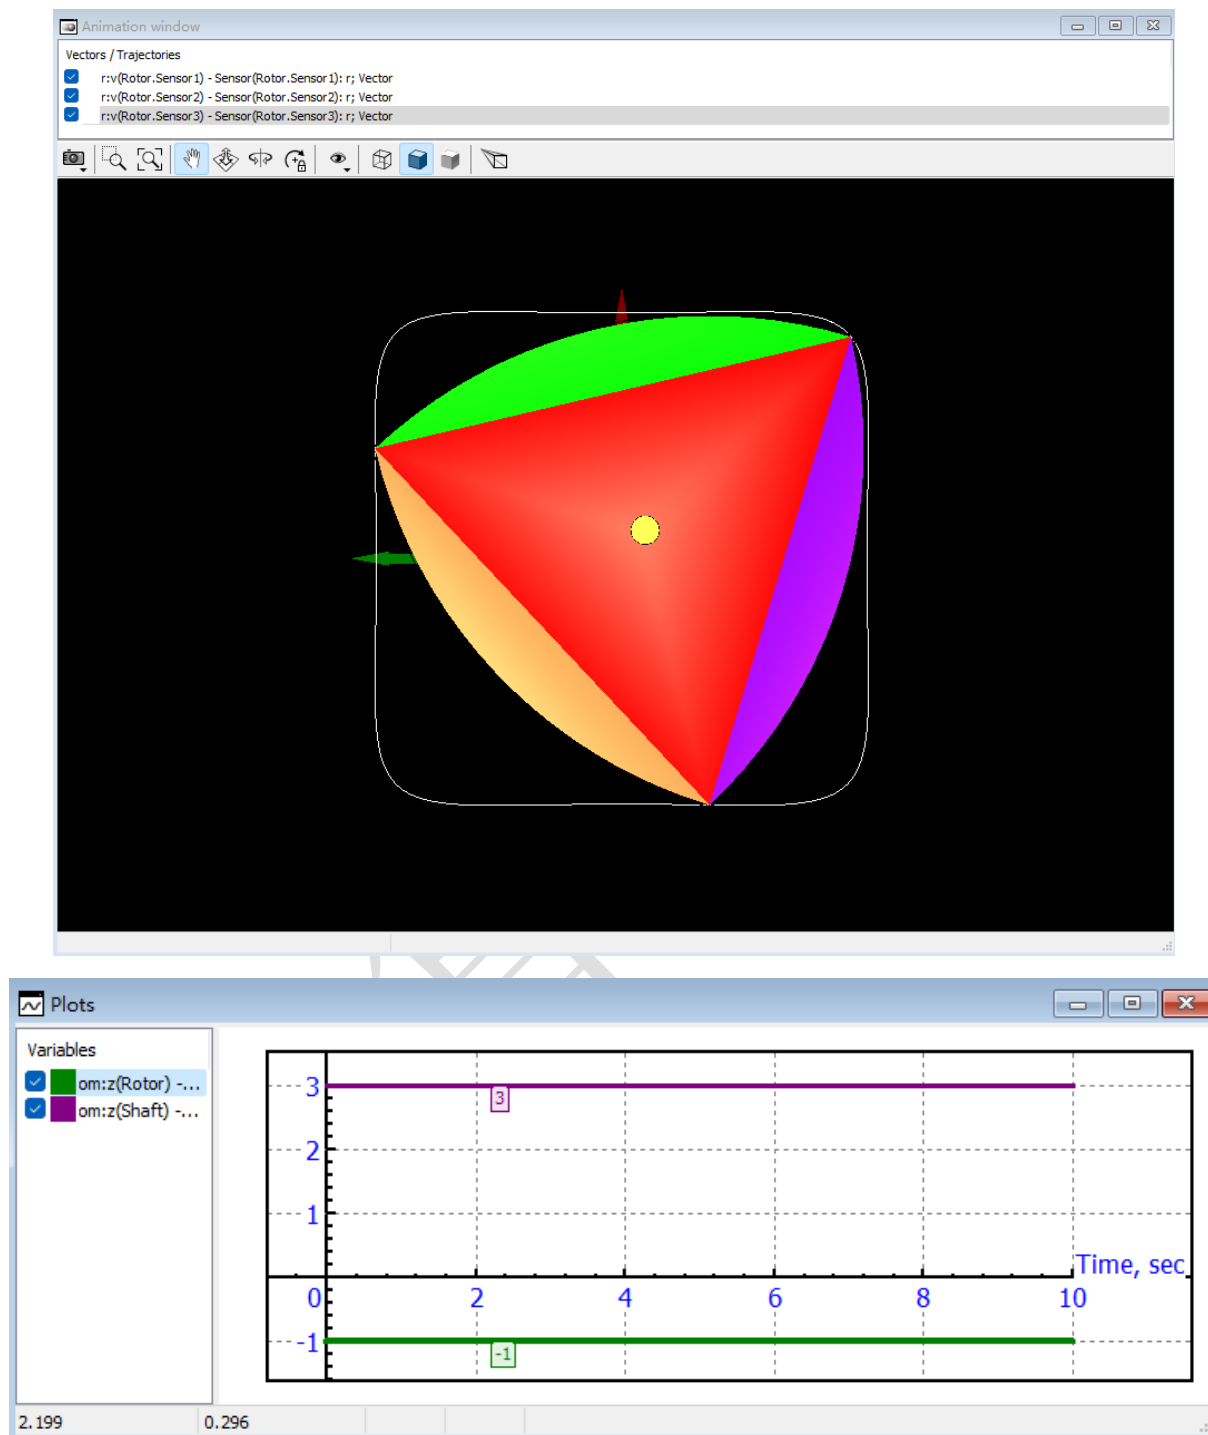 Animation window
Vectors / Trajectories
r:v(Rotor.Sensor1) - Sensor(Rotor.Sensor1): r; Vector
r:v(Rotor.Sensor2) - Sensor(Rotor.Sensor2): r; Vector
r:v(Rotor.Sensor3) - Sensor(Rotor.Sensor3): r; Vector
Plots
Variables
om:z(Rotor) -...
om:z(Shaft) -...
3
3
2
1
Time, sec
0 2 4 6 8 10
-1
-1
2.199 0.296